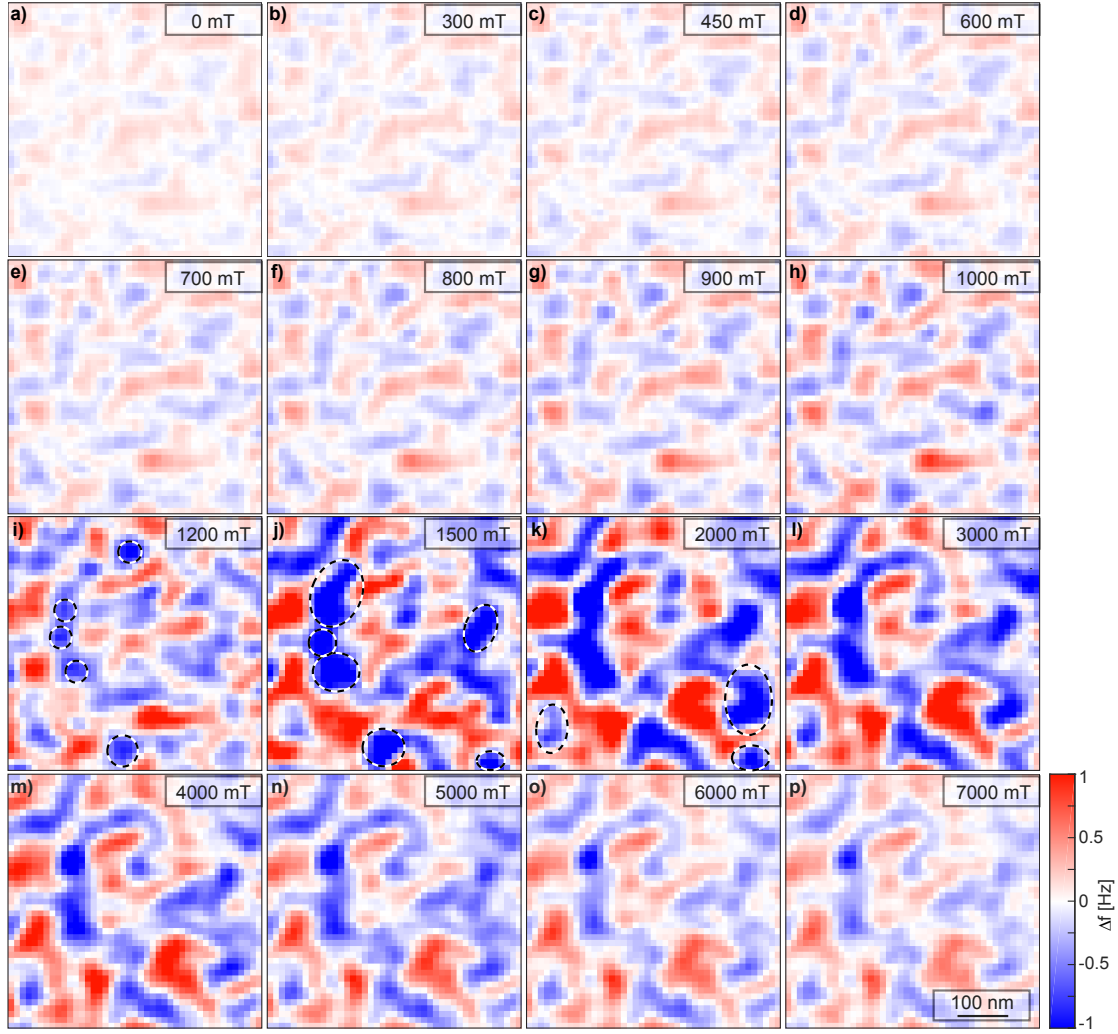 a) 0 mT
b) 300 mT
c) 450 mT
d) 600 mT
e) 700 mT
f) 800 mT
g) 900 mT
h) 1000 mT
i) 1200 mT
j) 1500 mT
k) 2000 mT
l) 3000 mT
m) 4000 mT
n) 5000 mT
o) 6000 mT
p) 7000 mT
100 nm
1
0.5
0
-0.5
-1
Δf [Hz]